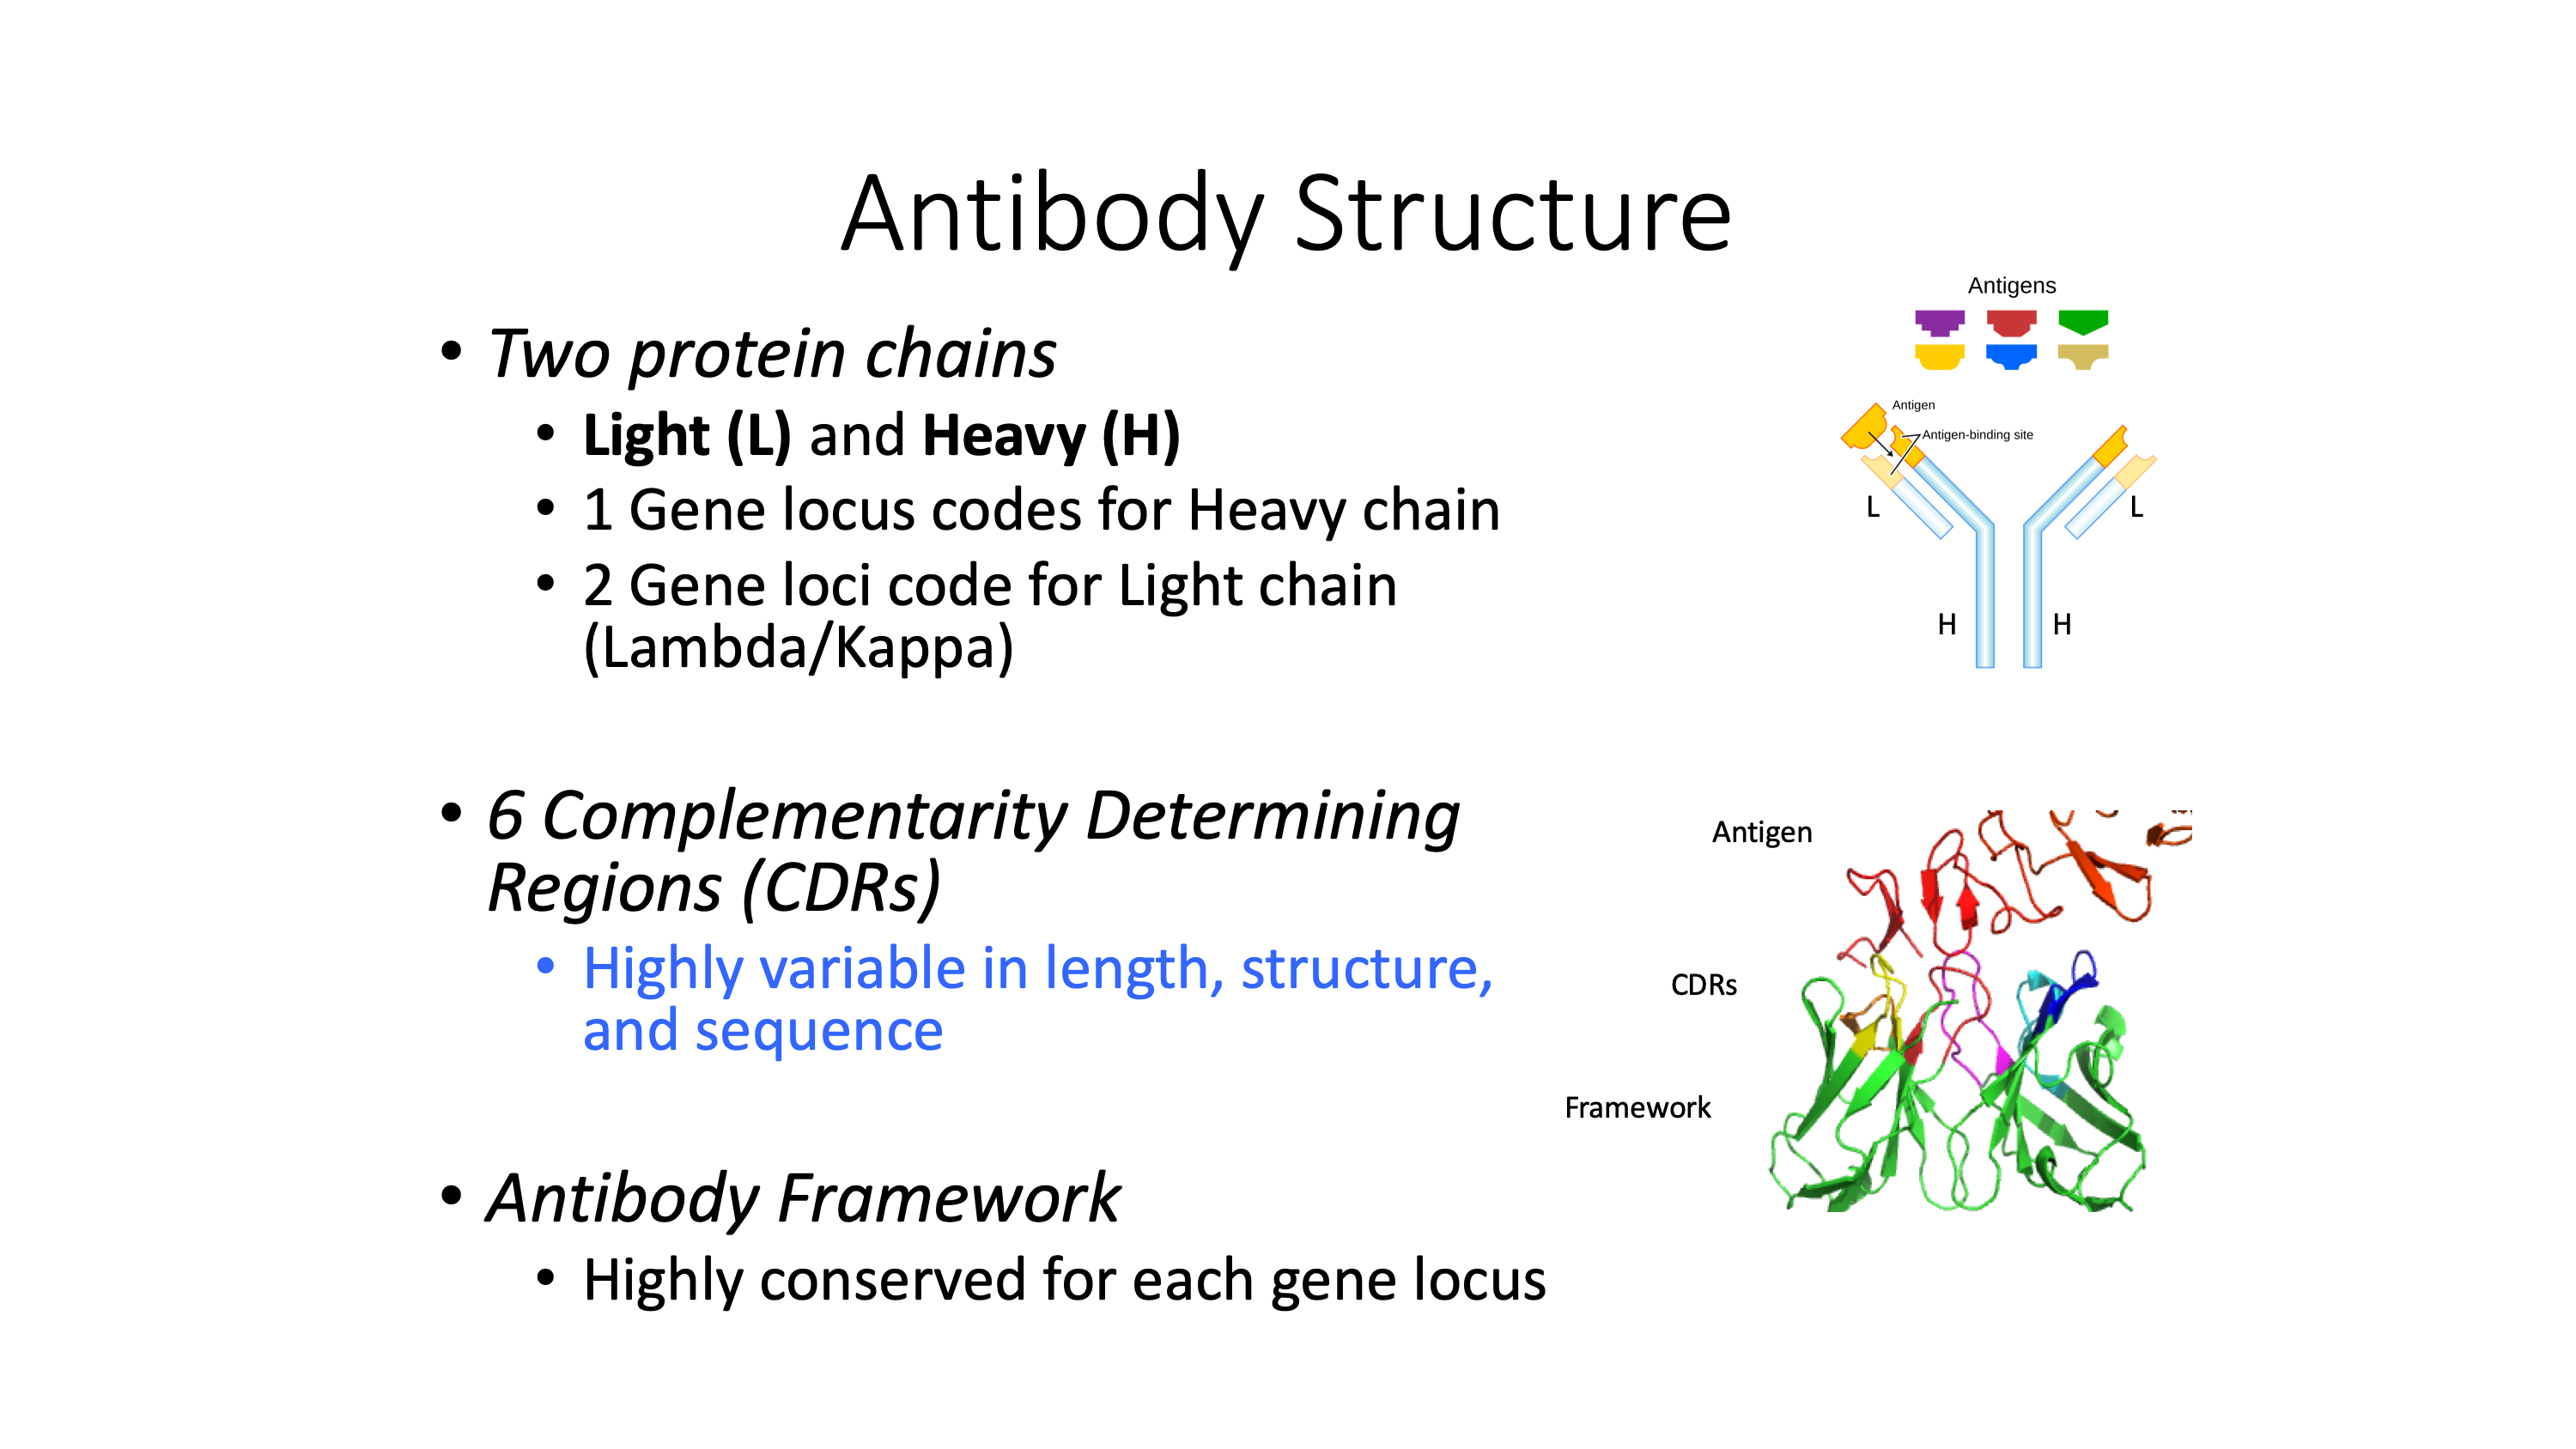 Antibody Structure
• Two protein chains
• Light (L) and Heavy (H)
• 1 Gene locus codes for Heavy chain
• 2 Gene loci code for Light chain
(Lambda/Kappa)
• 6 Complementarity Determining
Regions (CDRs)
• Highly variable in length, structure,
and sequence
• Antibody Framework
• Highly conserved for each gene locus
Antigens
Antigen
Antigen-binding site
L
L
H
H
Antigen
CDRs
Framework